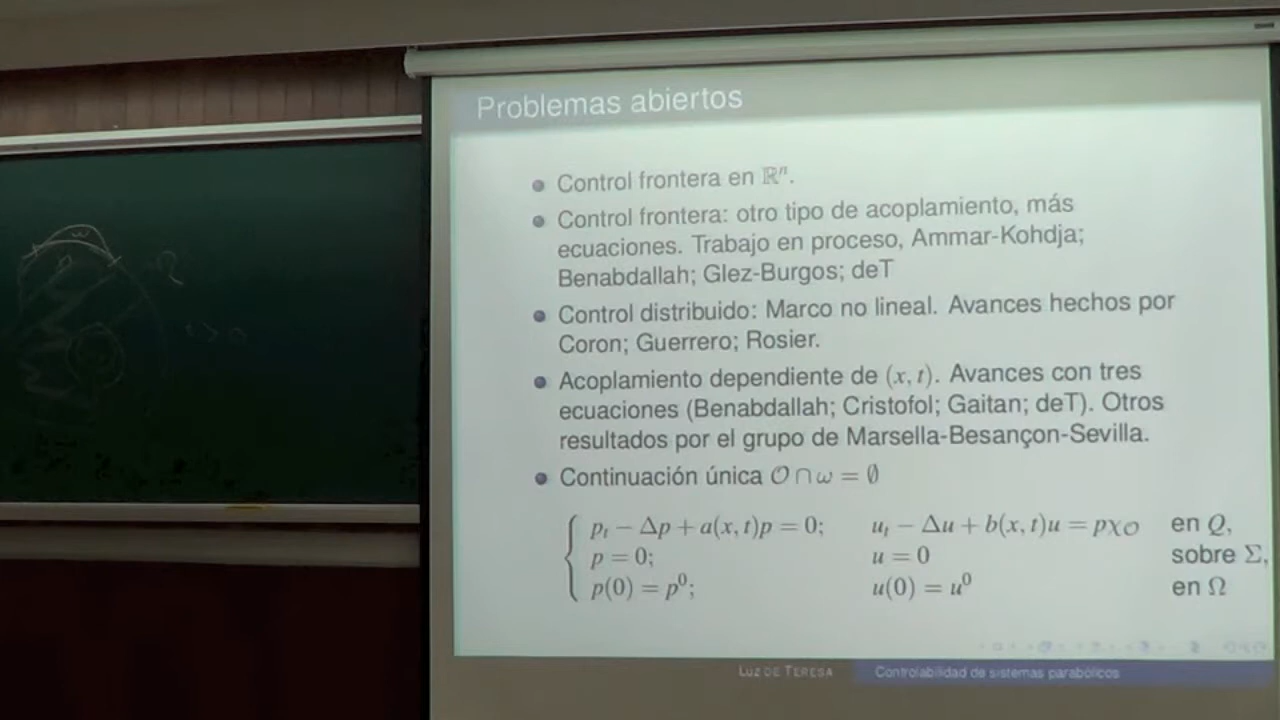 Problemas abiertos
Control frontera en ℝⁿ.
Control frontera: otro tipo de acoplamiento, más
ecuaciones. Trabajo en proceso, Ammar-Kohdja;
Benabdallah; Glez-Burgos; deT
Control distribuido: Marco no lineal. Avances hechos por
Coron; Guerrero; Rosier.
Acoplamiento dependiente de (x, t). Avances con tres
ecuaciones (Benabdallah; Cristofol; Gaitan; deT). Otros
resultados por el grupo de Marsella-Besançon-Sevilla.
Continuación única 𝒪 ∩ ω = ∅
pₜ − Δp + a(x, t)p = 0; uₜ − Δu + b(x, t)u = pχ𝒪 en Q,
p = 0; u = 0 sobre Σ,
p(0) = p⁰; u(0) = u⁰ en Ω
LUZ DE TERESA Controlabilidad de sistemas parabólicos